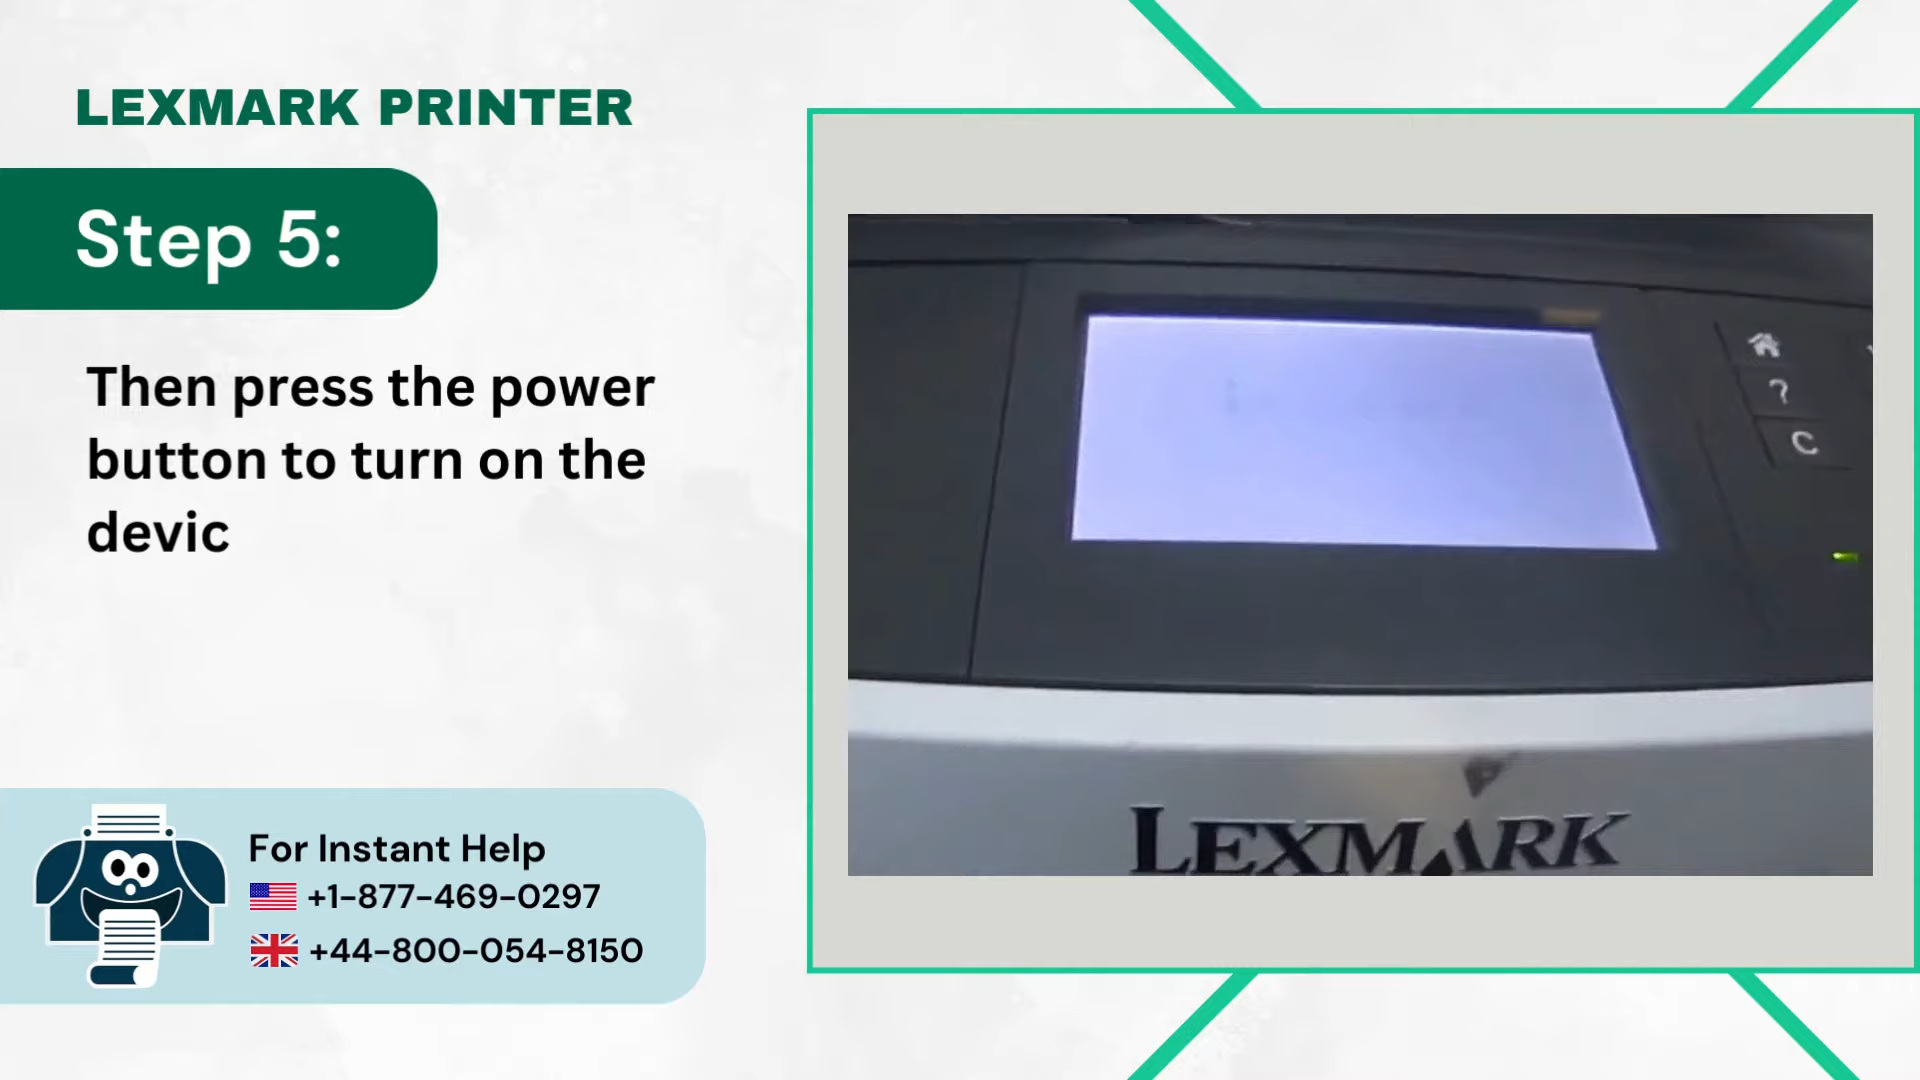 LEXMARK PRINTER
Step 5:
Then press the power
button to turn on the
devic
For Instant Help
+1-877-469-0297
+44-800-054-8150
?
C
LEXMARK